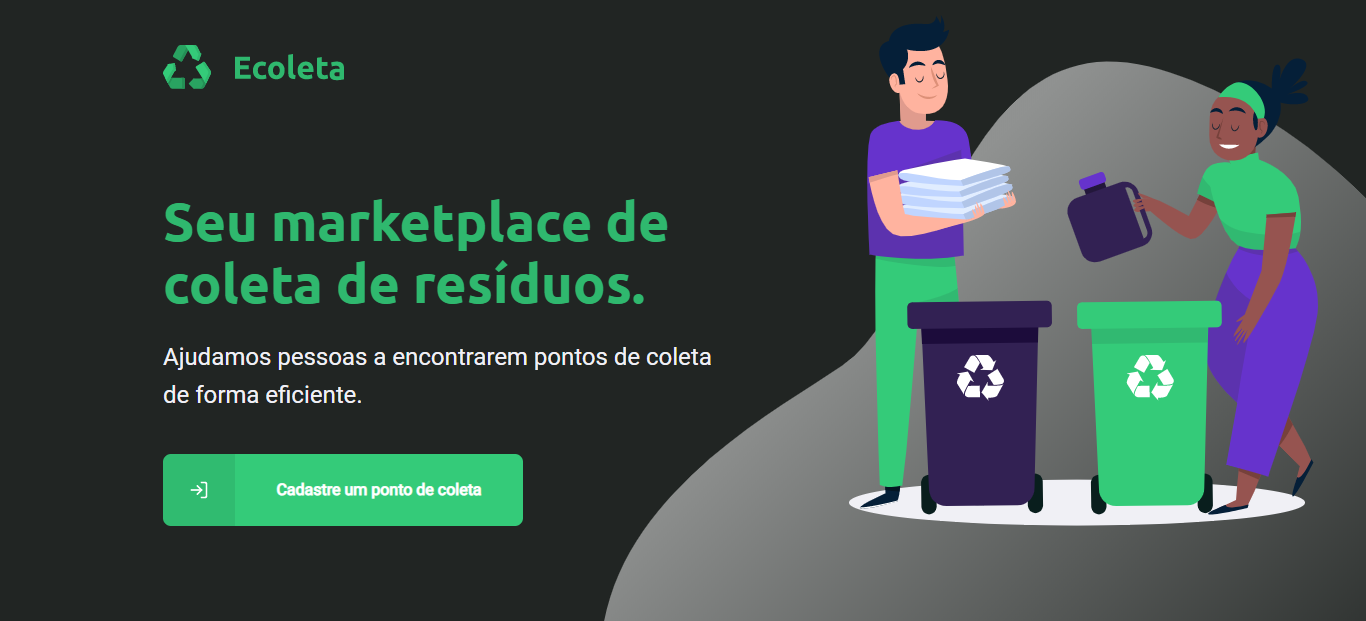 Ecoleta
Seu marketplace de
coleta de resíduos.
Ajudamos pessoas a encontrarem pontos de coleta
de forma eficiente.
Cadastre um ponto de coleta